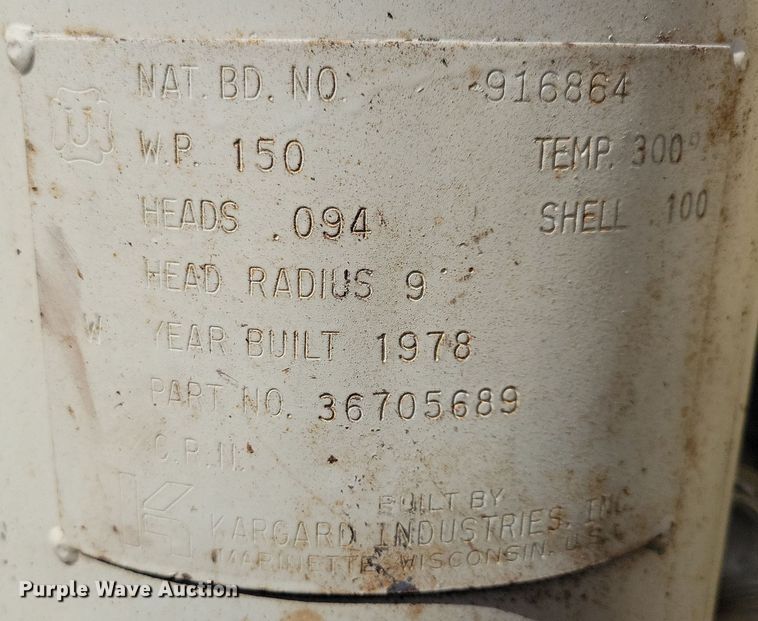 NAT. BD. NO. 916864
U
W.P. 150 TEMP. 300°
HEADS .094 SHELL .100
HEAD RADIUS 9
W YEAR BUILT 1978
PART NO. 36705689
C.R.N.
K BUILT BY
KARGARD INDUSTRIES, INC.
MARINETTE, WISCONSIN, U.S.
Purple Wave Auction